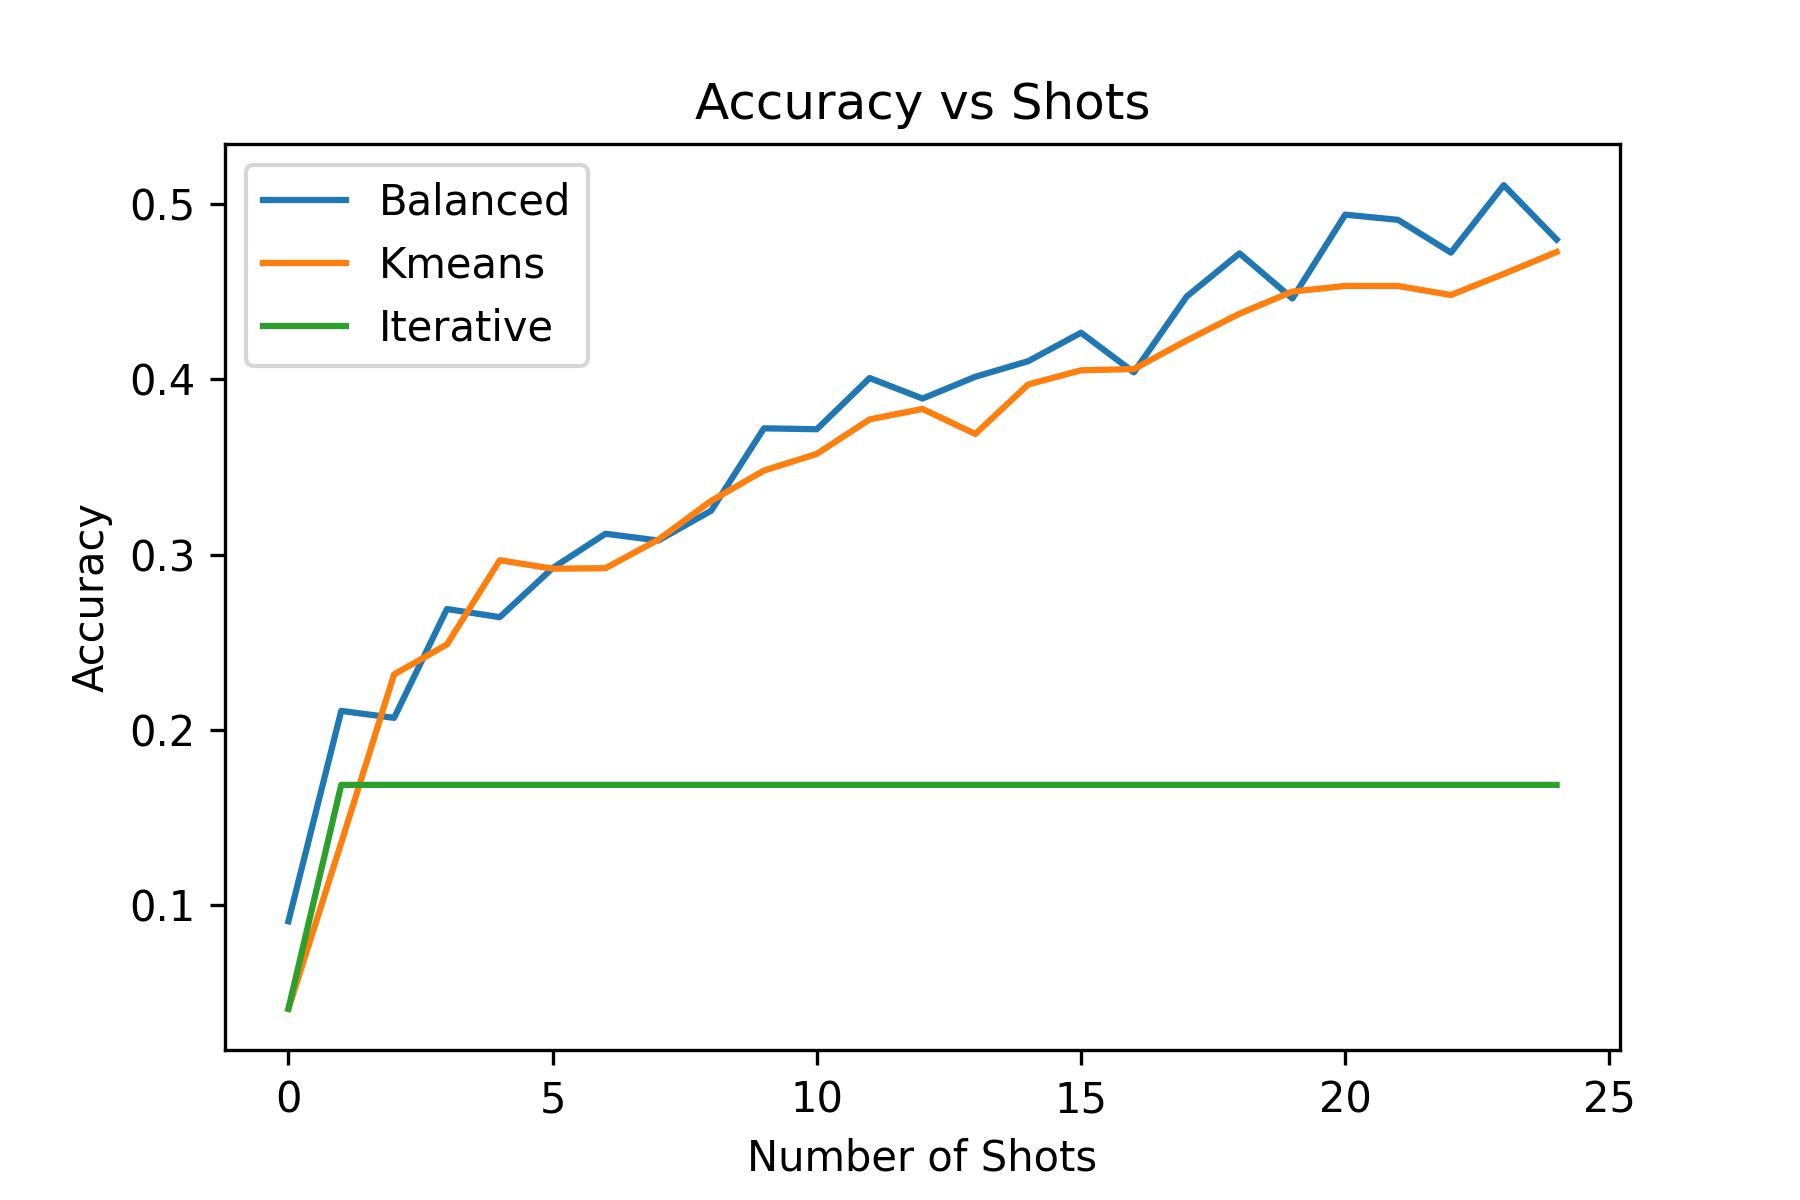 Accuracy vs Shots
Balanced
Kmeans
Iterative
0.5
0.4
0.3
0.2
0.1
Accuracy
0 5 10 15 20 25
Number of Shots